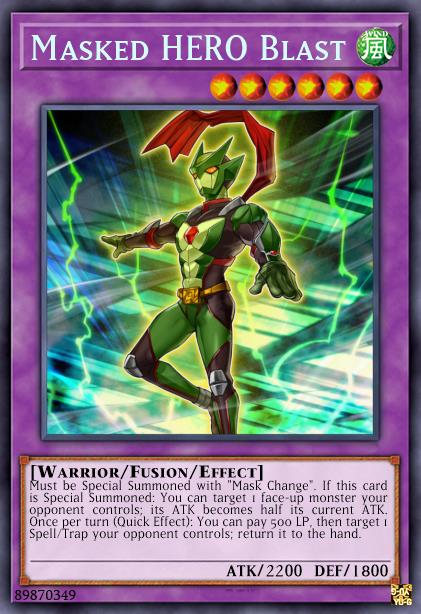 Masked HERO Blast
WIND
風
[Warrior/Fusion/Effect]
Must be Special Summoned with "Mask Change". If this card
is Special Summoned: You can target 1 face-up monster your
opponent controls; its ATK becomes half its current ATK.
Once per turn (Quick Effect): You can pay 500 LP, then target 1
Spell/Trap your opponent controls; return it to the hand.
ATK/2200 DEF/1800
89870349